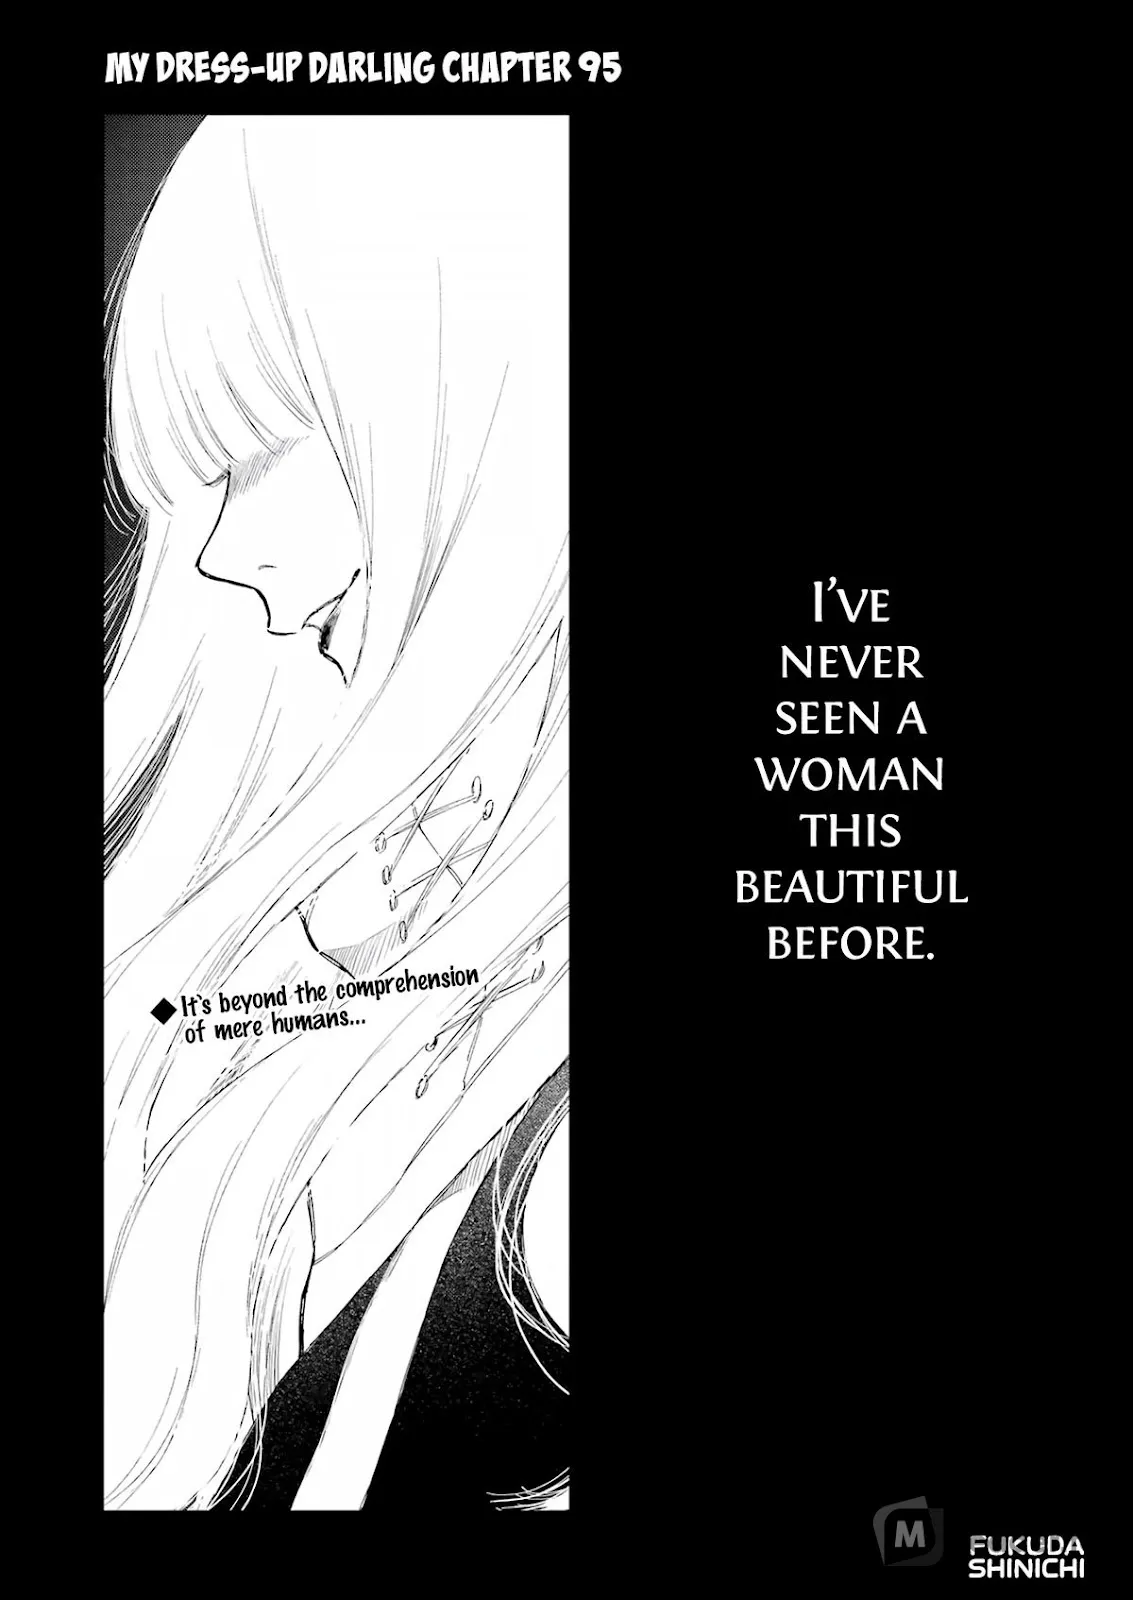 MY DRESS-UP DARLING CHAPTER 95
I'VE
NEVER
SEEN A
WOMAN
THIS
BEAUTIFUL
BEFORE.
◆ It's beyond the comprehension
of mere humans...
M
FUKUDA
SHINICHI